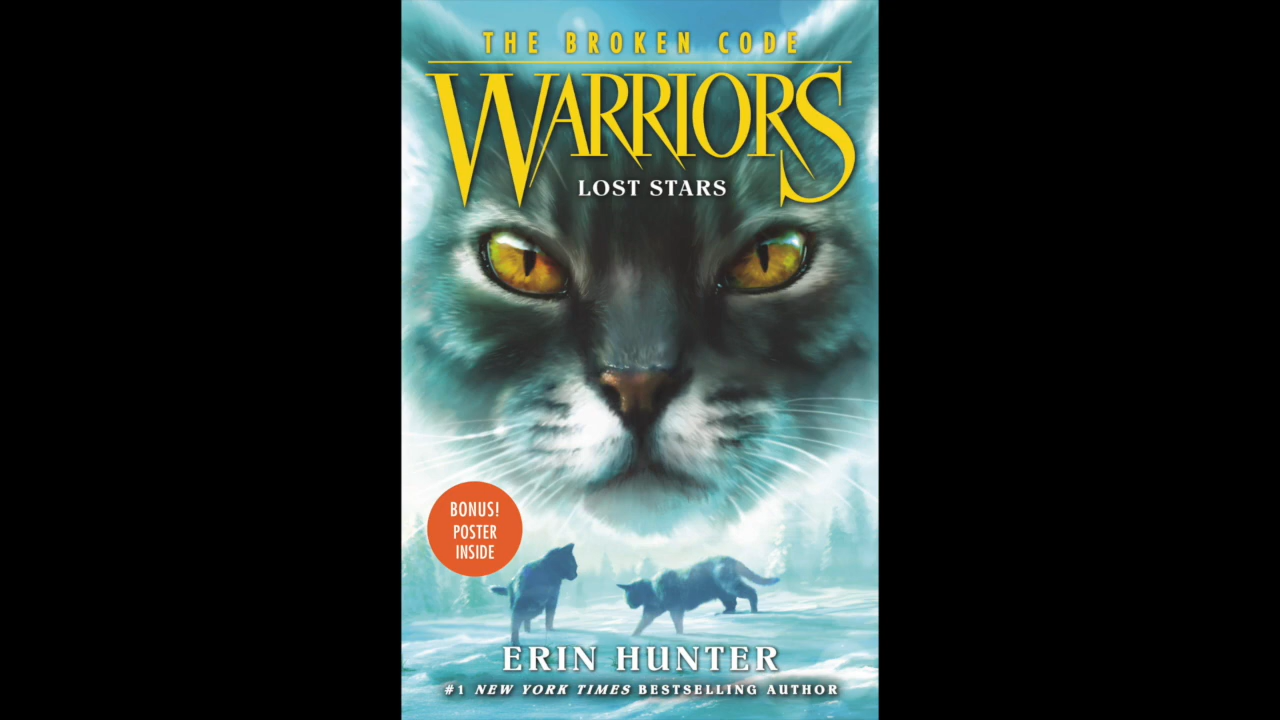 THE BROKEN CODE
WARRIORS
LOST STARS
BONUS!
POSTER
INSIDE
ERIN HUNTER
#1 NEW YORK TIMES BESTSELLING AUTHOR